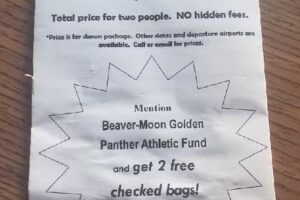 Total price for two people. NO hidden fees.
*Price is for shown package. Other dates and departure airports are
available. Call or email for prices.
Mention
Beaver-Moon Golden
Panther Athletic Fund
and get 2 free
checked bags!